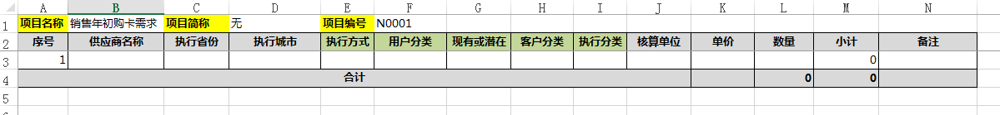 A B C D E F G H I J K L M N
1 项目名称 销售年初购卡需求 项目简称 无 项目编号 N0001
2 序号 供应商名称 执行省份 执行城市 执行方式 用户分类 现有或潜在 客户分类 执行分类 核算单位 单价 数量 小计 备注
3 1 0
4 合计 0 0
5
6